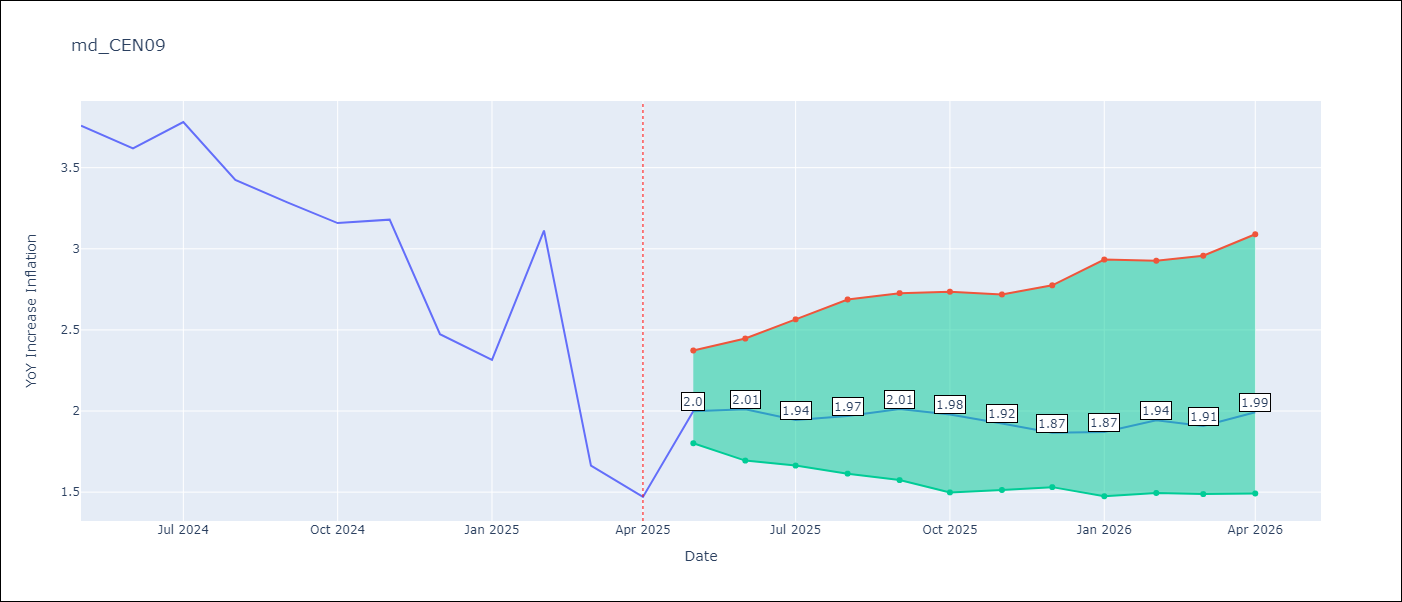 md_CEN09
3.5
3
2.5
2
1.5
YoY Increase Inflation
2.0
2.01
1.94
1.97
2.01
1.98
1.92
1.87
1.87
1.94
1.91
1.99
Jul 2024
Oct 2024
Jan 2025
Apr 2025
Jul 2025
Oct 2025
Jan 2026
Apr 2026
Date